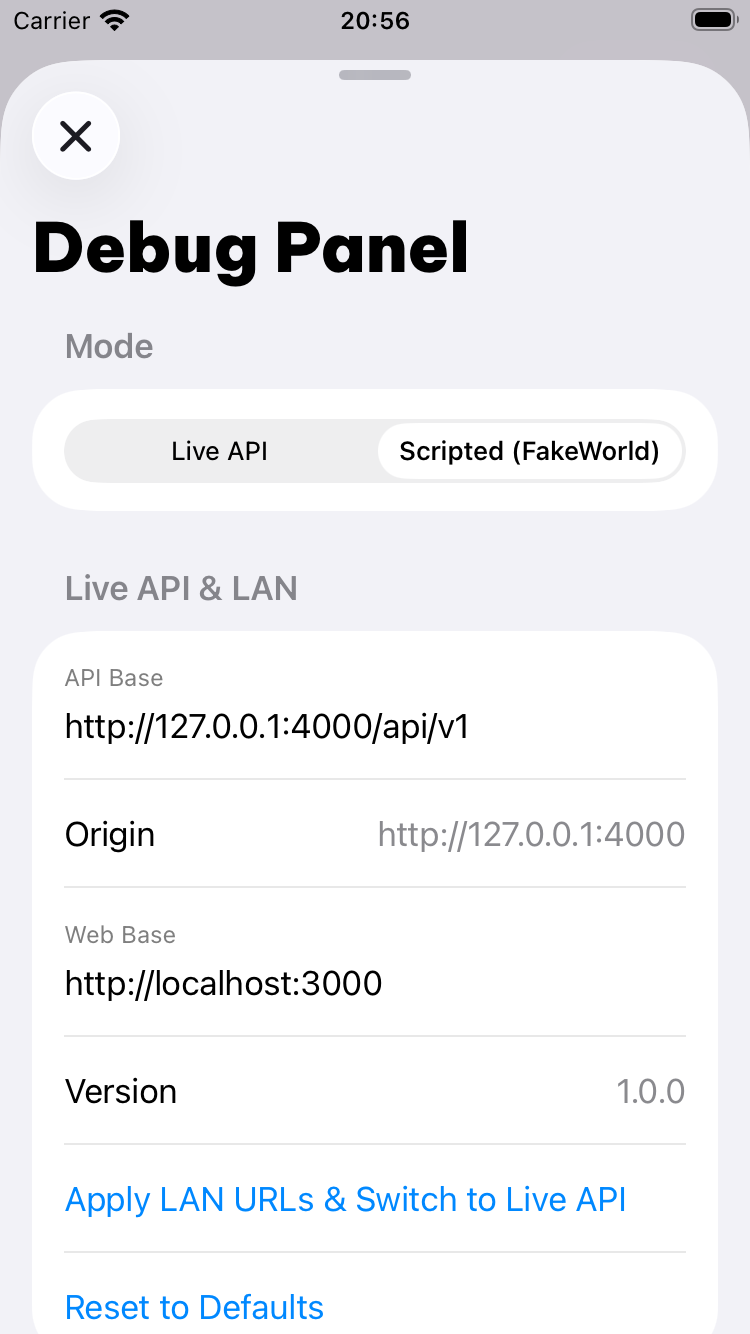 Carrier 20:56
Debug Panel
Mode
Live API Scripted (FakeWorld)
Live API & LAN
API Base
http://127.0.0.1:4000/api/v1
Origin http://127.0.0.1:4000
Web Base
http://localhost:3000
Version 1.0.0
Apply LAN URLs & Switch to Live API
Reset to Defaults